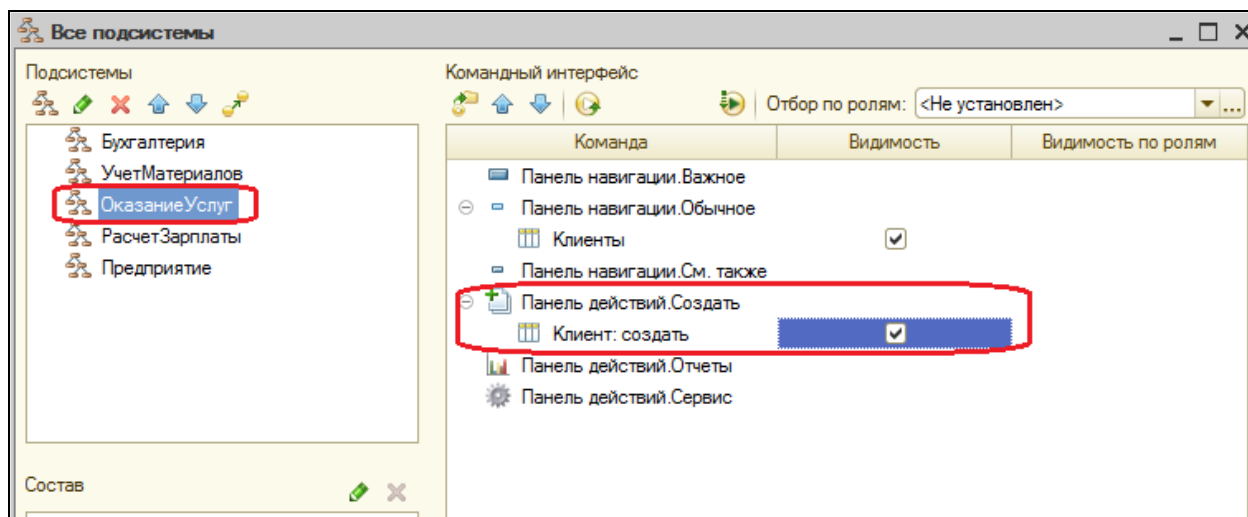 Все подсистемы
Подсистемы
Командный интерфейс
Отбор по ролям: <Не установлен>
Команда Видимость Видимость по ролям
Бухгалтерия
УчетМатериалов
ОказаниеУслуг
РасчетЗарплаты
Предприятие
Панель навигации.Важное
Панель навигации.Обычное
Клиенты
Панель навигации.См. также
Панель действий.Создать
Клиент: создать
Панель действий.Отчеты
Панель действий.Сервис
Состав